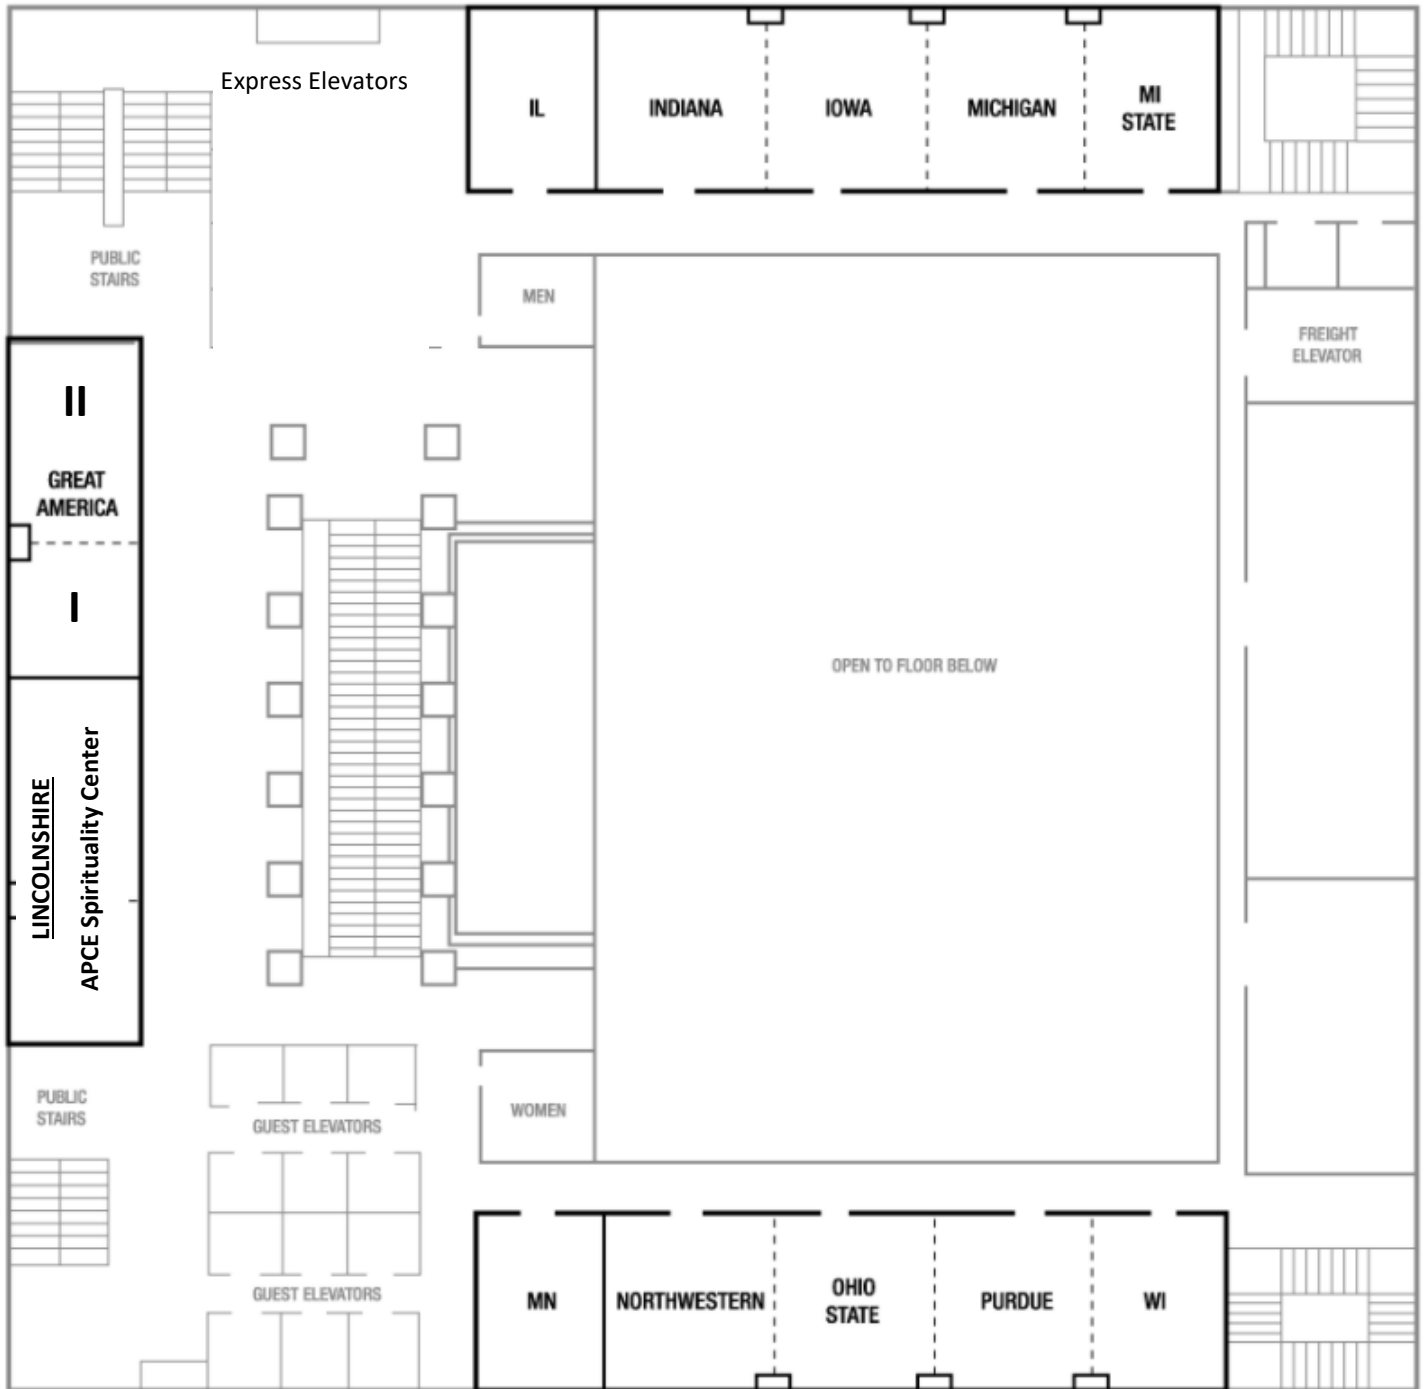 Express Elevators
IL
INDIANA
IOWA
MICHIGAN
MI
STATE
PUBLIC
STAIRS
MEN
FREIGHT
ELEVATOR
II
GREAT
AMERICA
I
OPEN TO FLOOR BELOW
LINCOLNSHIRE
APCE Spirituality Center
PUBLIC
STAIRS
GUEST ELEVATORS
WOMEN
GUEST ELEVATORS
MN
NORTHWESTERN
OHIO
STATE
PURDUE
WI